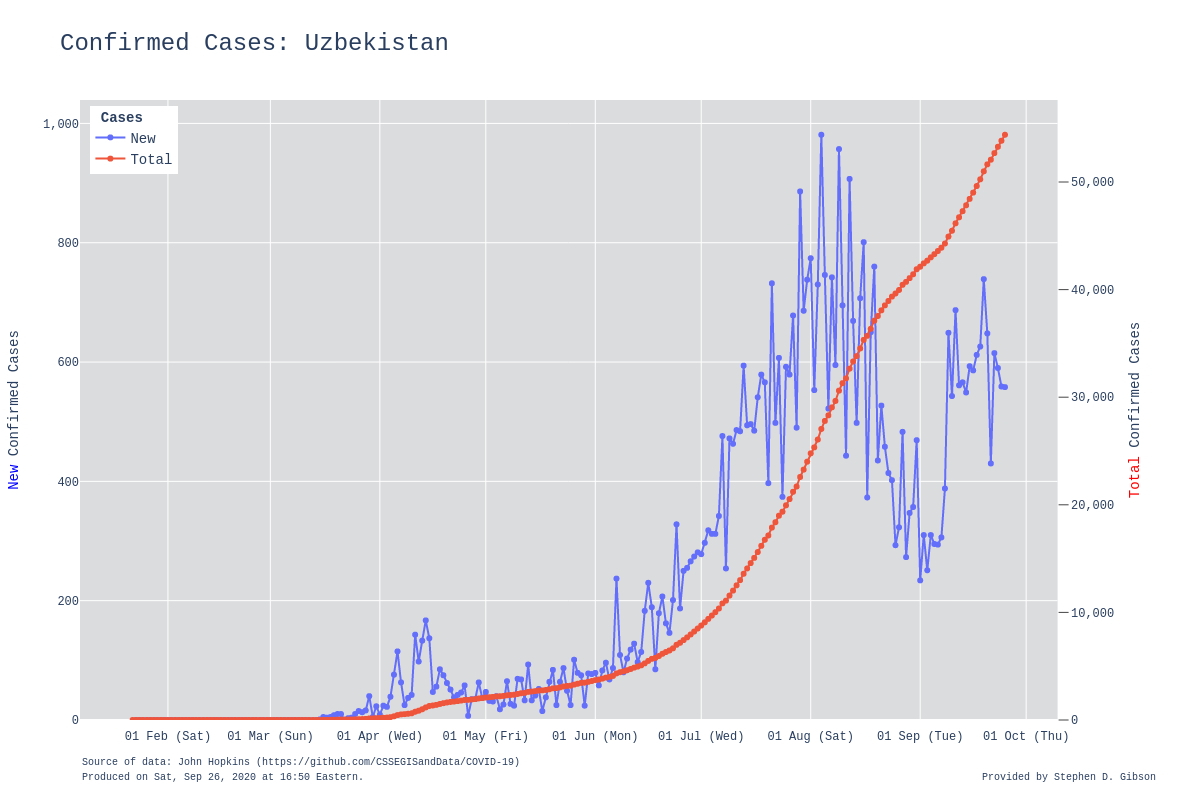 Confirmed Cases: Uzbekistan
Cases
New
Total
1,000
800
600
400
200
0
50,000
40,000
30,000
20,000
10,000
0
New Confirmed Cases
Total Confirmed Cases
01 Feb (Sat) 01 Mar (Sun) 01 Apr (Wed) 01 May (Fri) 01 Jun (Mon) 01 Jul (Wed) 01 Aug (Sat) 01 Sep (Tue) 01 Oct (Thu)
Source of data: John Hopkins (https://github.com/CSSEGISandData/COVID-19)
Produced on Sat, Sep 26, 2020 at 16:50 Eastern.
Provided by Stephen D. Gibson